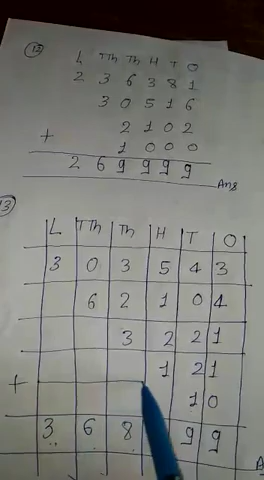 12
L TTh Th H T O
2 3 6 3 8 1
3 0 5 1 6
2 1 0 2
+ 1 0 0 0
2 6 9 9 9 9
Ans
13
L TTh Th H T O
3 0 3 5 4 3
6 2 1 0 4
3 2 2 1
1 2 1
+ 1 0
3 6 8 9 9